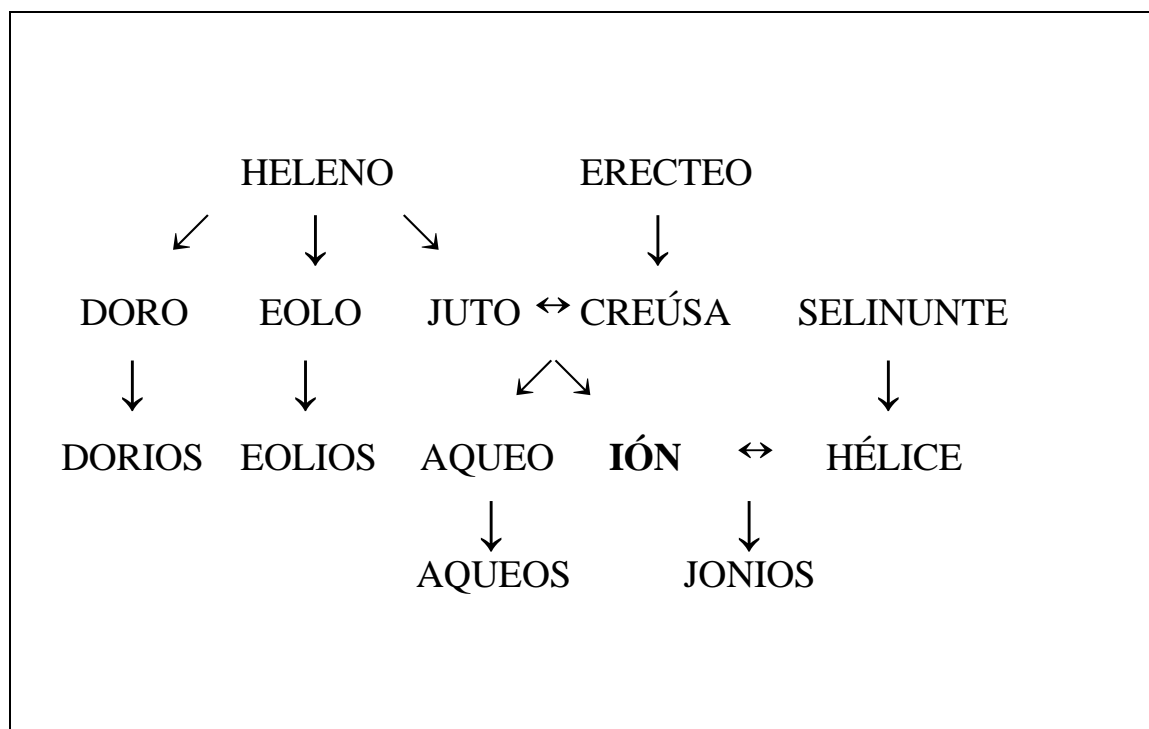 HELENO ERECTEO
DORO EOLO JUTO ↔ CREÚSA SELINUNTE
DORIOS EOLIOS AQUEO IÓN ↔ HÉLICE
AQUEOS JONIOS